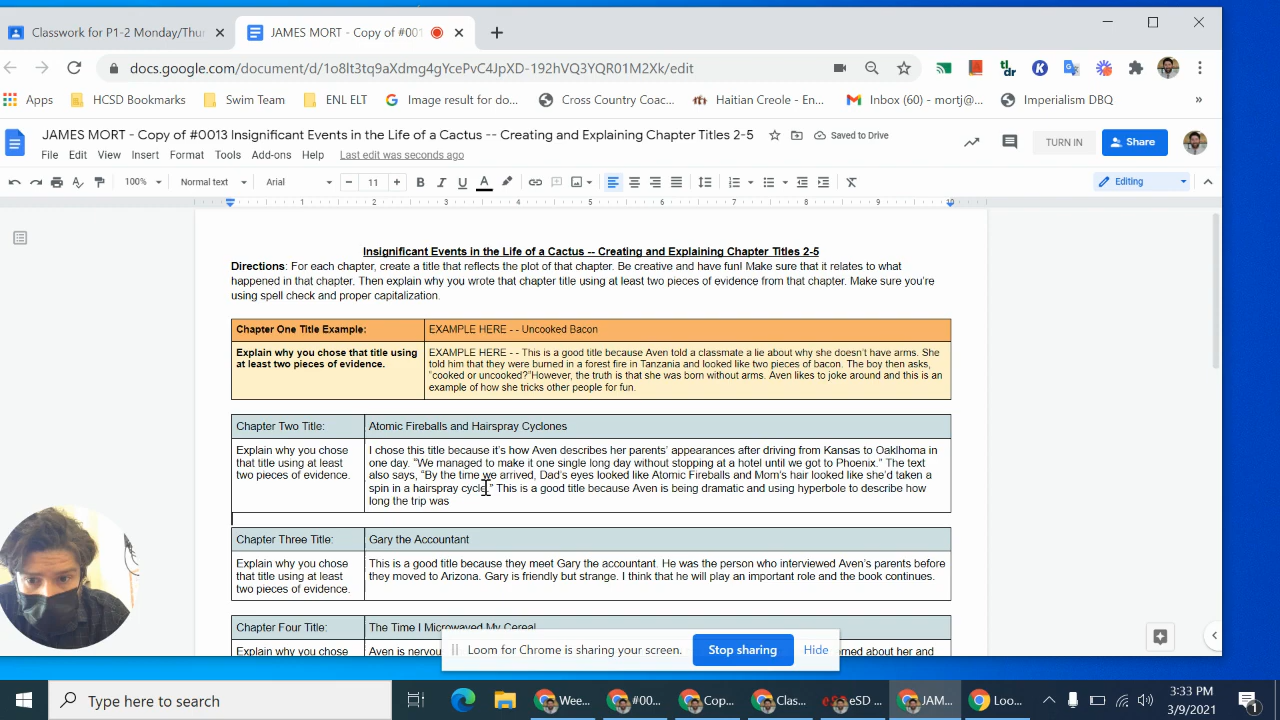 Classwork for P1-2 Monday/Thur
JAMES MORT - Copy of #001
docs.google.com/document/d/1o8It3tq9aXdmg4gYcePvC4JpXD-192hVQ3YQR01M2Xk/edit
Apps HCSD Bookmarks Swim Team ENL ELT Image result for do... Cross Country Coac... Haitian Creole - En... Inbox (60) - mortj@... Imperialism DBQ »
JAMES MORT - Copy of #0013 Insignificant Events in the Life of a Cactus -- Creating and Explaining Chapter Titles 2-5 Saved to Drive
File Edit View Insert Format Tools Add-ons Help Last edit was seconds ago
TURN IN Share
100% Normal text Arial 11 B I U A Editing
1 2 3 4 5 6 7 8 9 10
Insignificant Events in the Life of a Cactus -- Creating and Explaining Chapter Titles 2-5
Directions: For each chapter, create a title that reflects the plot of that chapter. Be creative and have fun! Make sure that it relates to what
happened in that chapter. Then explain why you wrote that chapter title using at least two pieces of evidence from that chapter. Make sure you're
using spell check and proper capitalization.
Chapter One Title Example: EXAMPLE HERE - - Uncooked Bacon
Explain why you chose that title using
at least two pieces of evidence.
EXAMPLE HERE - - This is a good title because Aven told a classmate a lie about why she doesn't have arms. She
told him that they were burned in a forest fire in Tanzania and looked like two pieces of bacon. The boy then asks,
"cooked or uncooked?"However, the truth is that she was born without arms. Aven likes to joke around and this is an
example of how she tricks other people for fun.
Chapter Two Title: Atomic Fireballs and Hairspray Cyclones
Explain why you chose
that title using at least
two pieces of evidence.
I chose this title because it's how Aven describes her parents' appearances after driving from Kansas to Oaklhoma in
one day. "We managed to make it one single long day without stopping at a hotel until we got to Phoenix." The text
also says, "By the time we arrived, Dad's eyes looked like Atomic Fireballs and Mom's hair looked like she'd taken a
spin in a hairspray cycle." This is a good title because Aven is being dramatic and using hyperbole to describe how
long the trip was
Chapter Three Title: Gary the Accountant
Explain why you chose
that title using at least
two pieces of evidence.
This is a good title because they meet Gary the accountant. He was the person who interviewed Aven's parents before
they moved to Arizona. Gary is friendly but strange. I think that he will play an important role and the book continues.
Chapter Four Title: The Time I Microwaved My Cereal
Explain why you chose Aven is nervou her and
Loom for Chrome is sharing your screen. Stop sharing Hide
Type here to search
Wee... #00... Cop... Clas... eSD ... JAM... Loo...
3:33 PM
3/9/2021
1